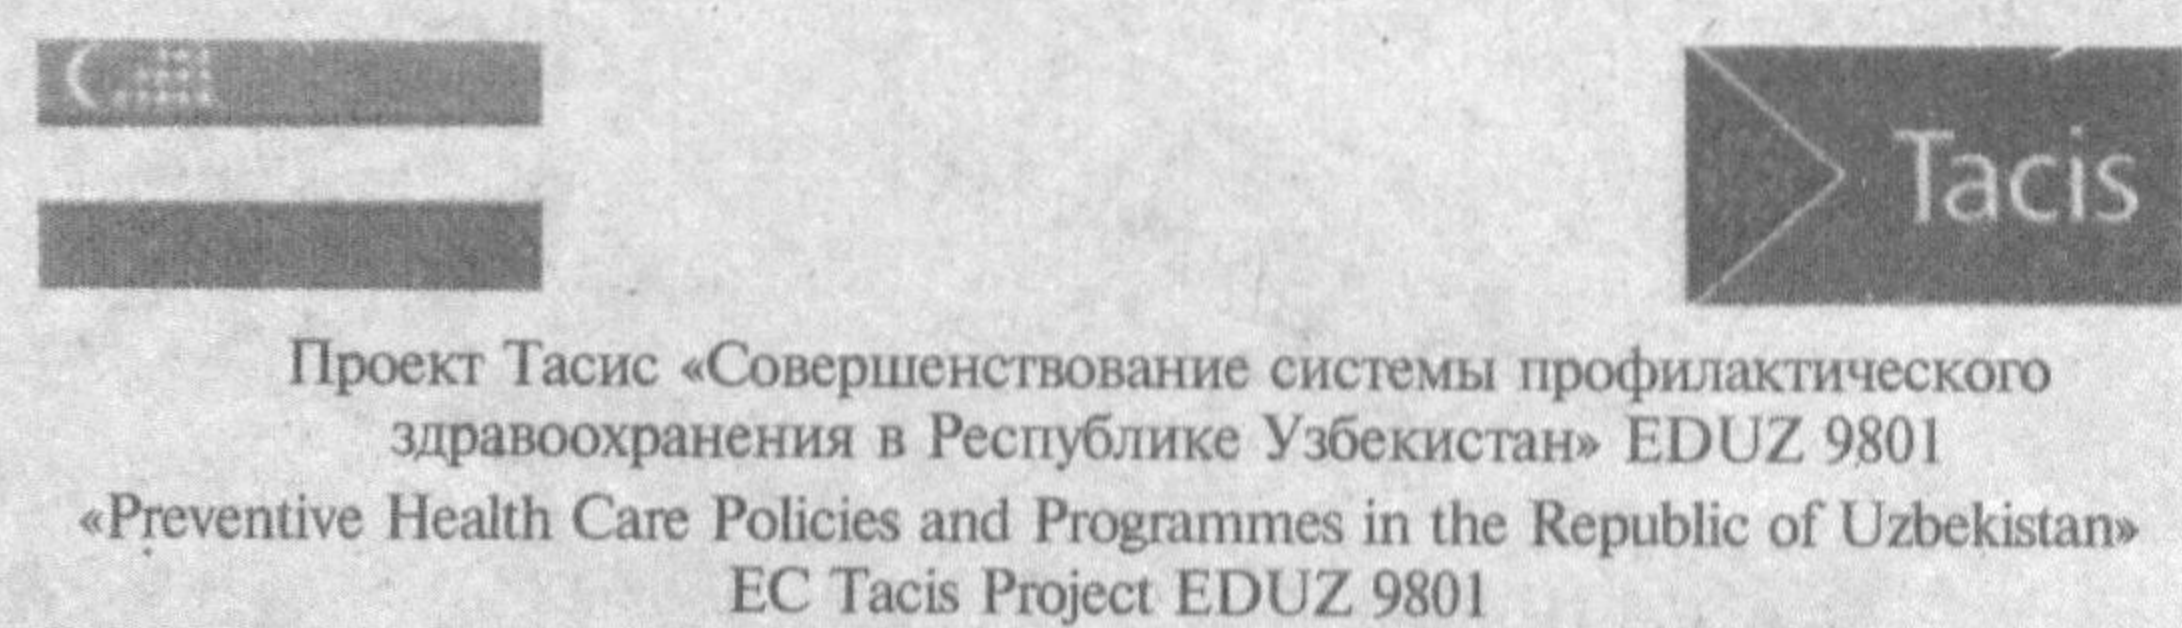 Tacis
Проект Тасис «Совершенствование системы профилактического
здравоохранения в Республике Узбекистан» EDUZ 9801
«Preventive Health Care Policies and Programmes in the Republic of Uzbekistan»
EC Tacis Project EDUZ 9801